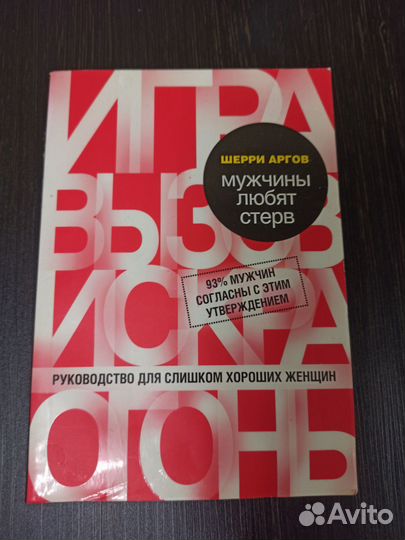 ИГРА
ШЕРРИ АРГОВ
мужчины
любят
стерв
ВЫЗОВ
93% МУЖЧИН
СОГЛАСНЫ С ЭТИМ
УТВЕРЖДЕНИЕМ
ИСКРА
РУКОВОДСТВО ДЛЯ СЛИШКОМ ХОРОШИХ ЖЕНЩИН
ОГОНЬ
Avito